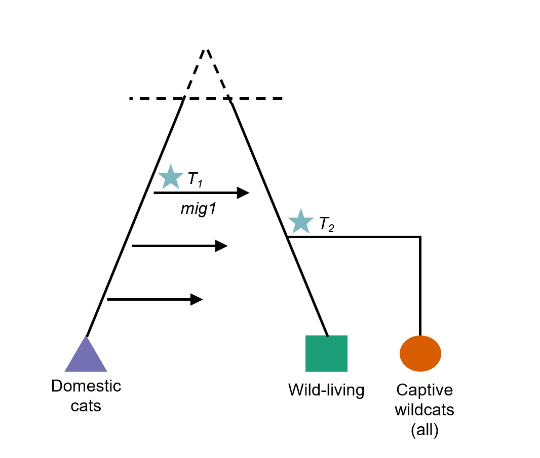 T1
mig1
T2
Domestic
cats
Wild-living
Captive
wildcats
(all)